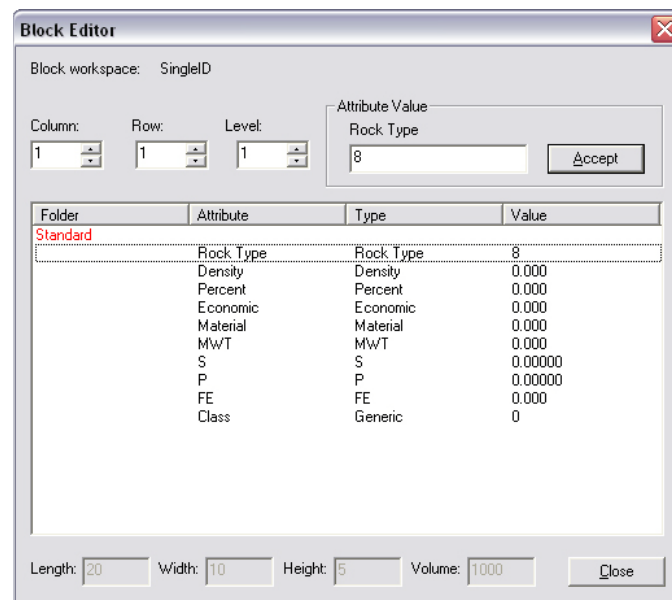 Block Editor
Block workspace: SingleID
Column: Row: Level:
1 1 1
Attribute Value
Rock Type
8 Accept
Folder Attribute Type Value
Standard
Rock Type Rock Type 8
Density Density 0.000
Percent Percent 0.000
Economic Economic 0.000
Material Material 0.000
MWT MWT 0.000
S S 0.00000
P P 0.00000
FE FE 0.000
Class Generic 0
Length: 20 Width: 10 Height: 5 Volume: 1000 Close